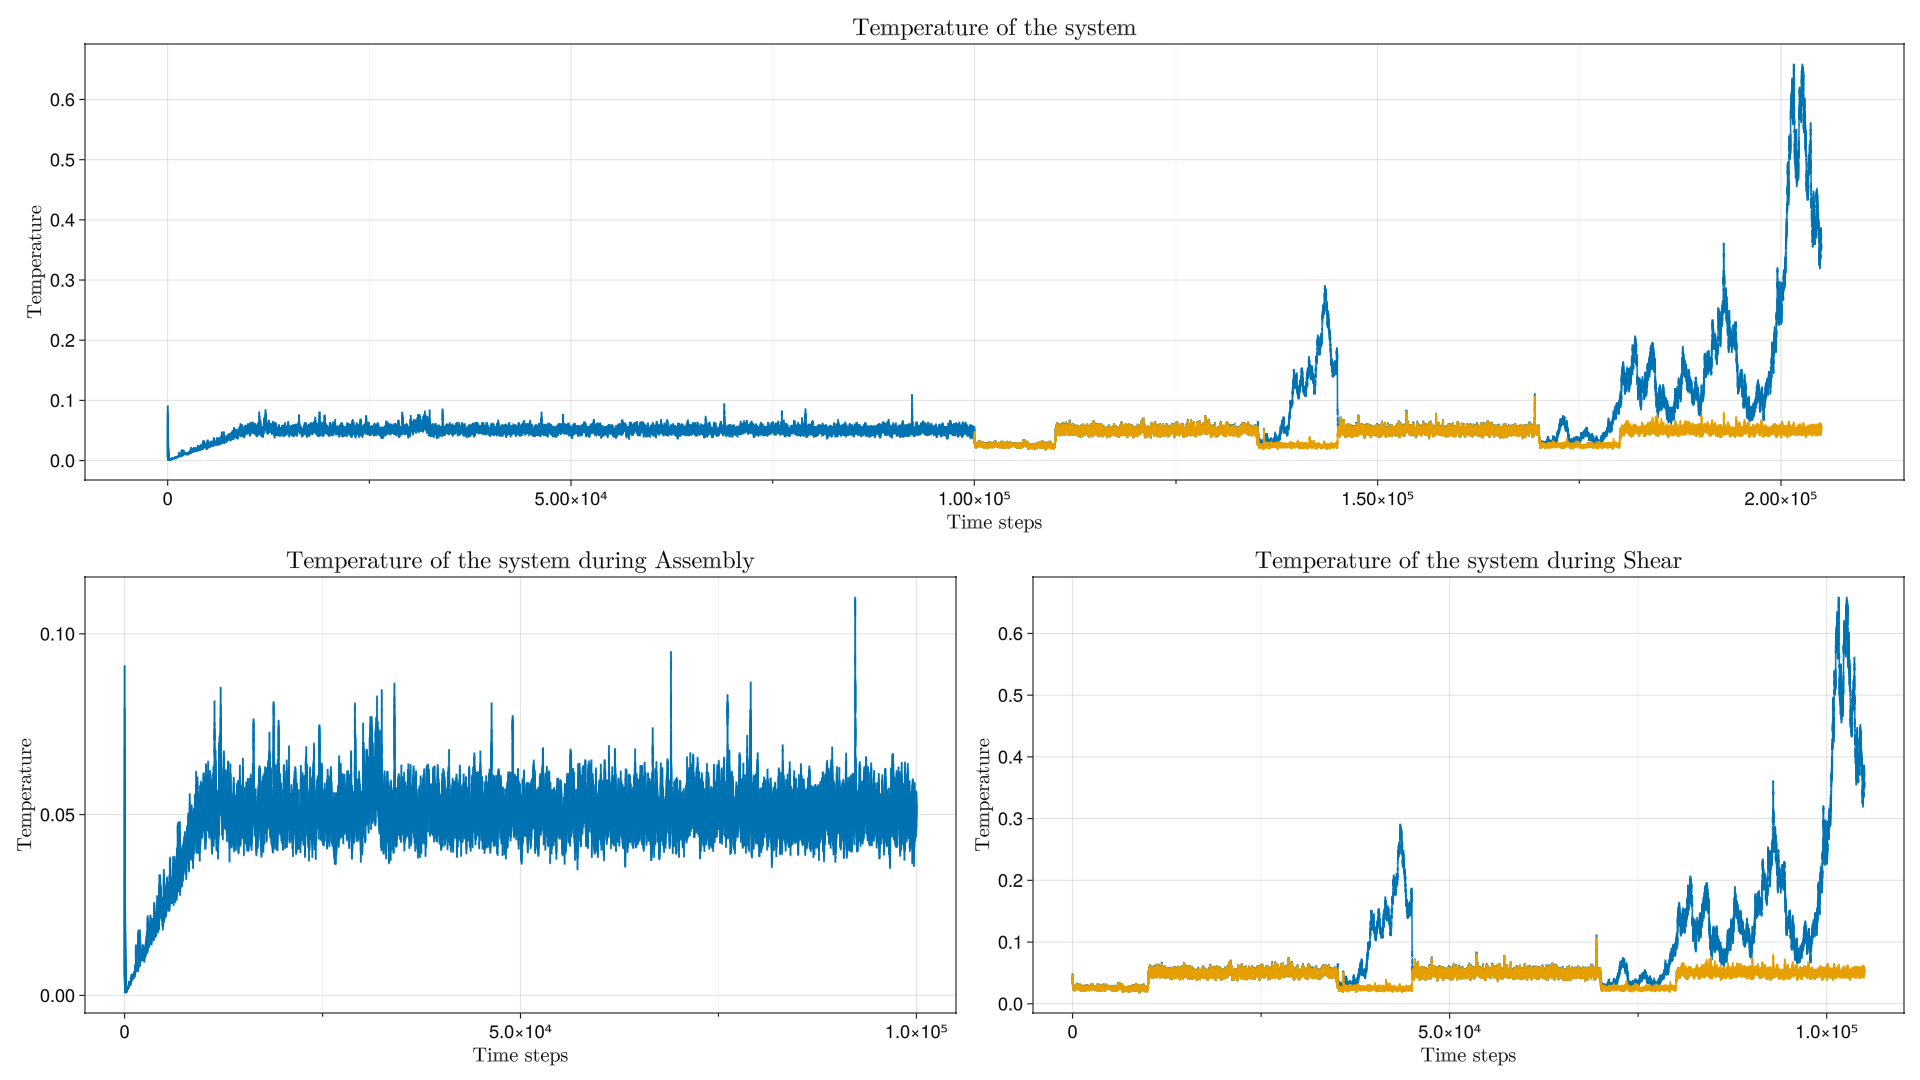 Temperature of the system
Temperature
0.6
0.5
0.4
0.3
0.2
0.1
0.0
0 5.00×10⁴ 1.00×10⁵ 1.50×10⁵ 2.00×10⁵
Time steps
Temperature of the system during Assembly
Temperature
0.10
0.05
0.00
0 5.0×10⁴ 1.0×10⁵
Time steps
Temperature of the system during Shear
Temperature
0.6
0.5
0.4
0.3
0.2
0.1
0.0
0 5.0×10⁴ 1.0×10⁵
Time steps